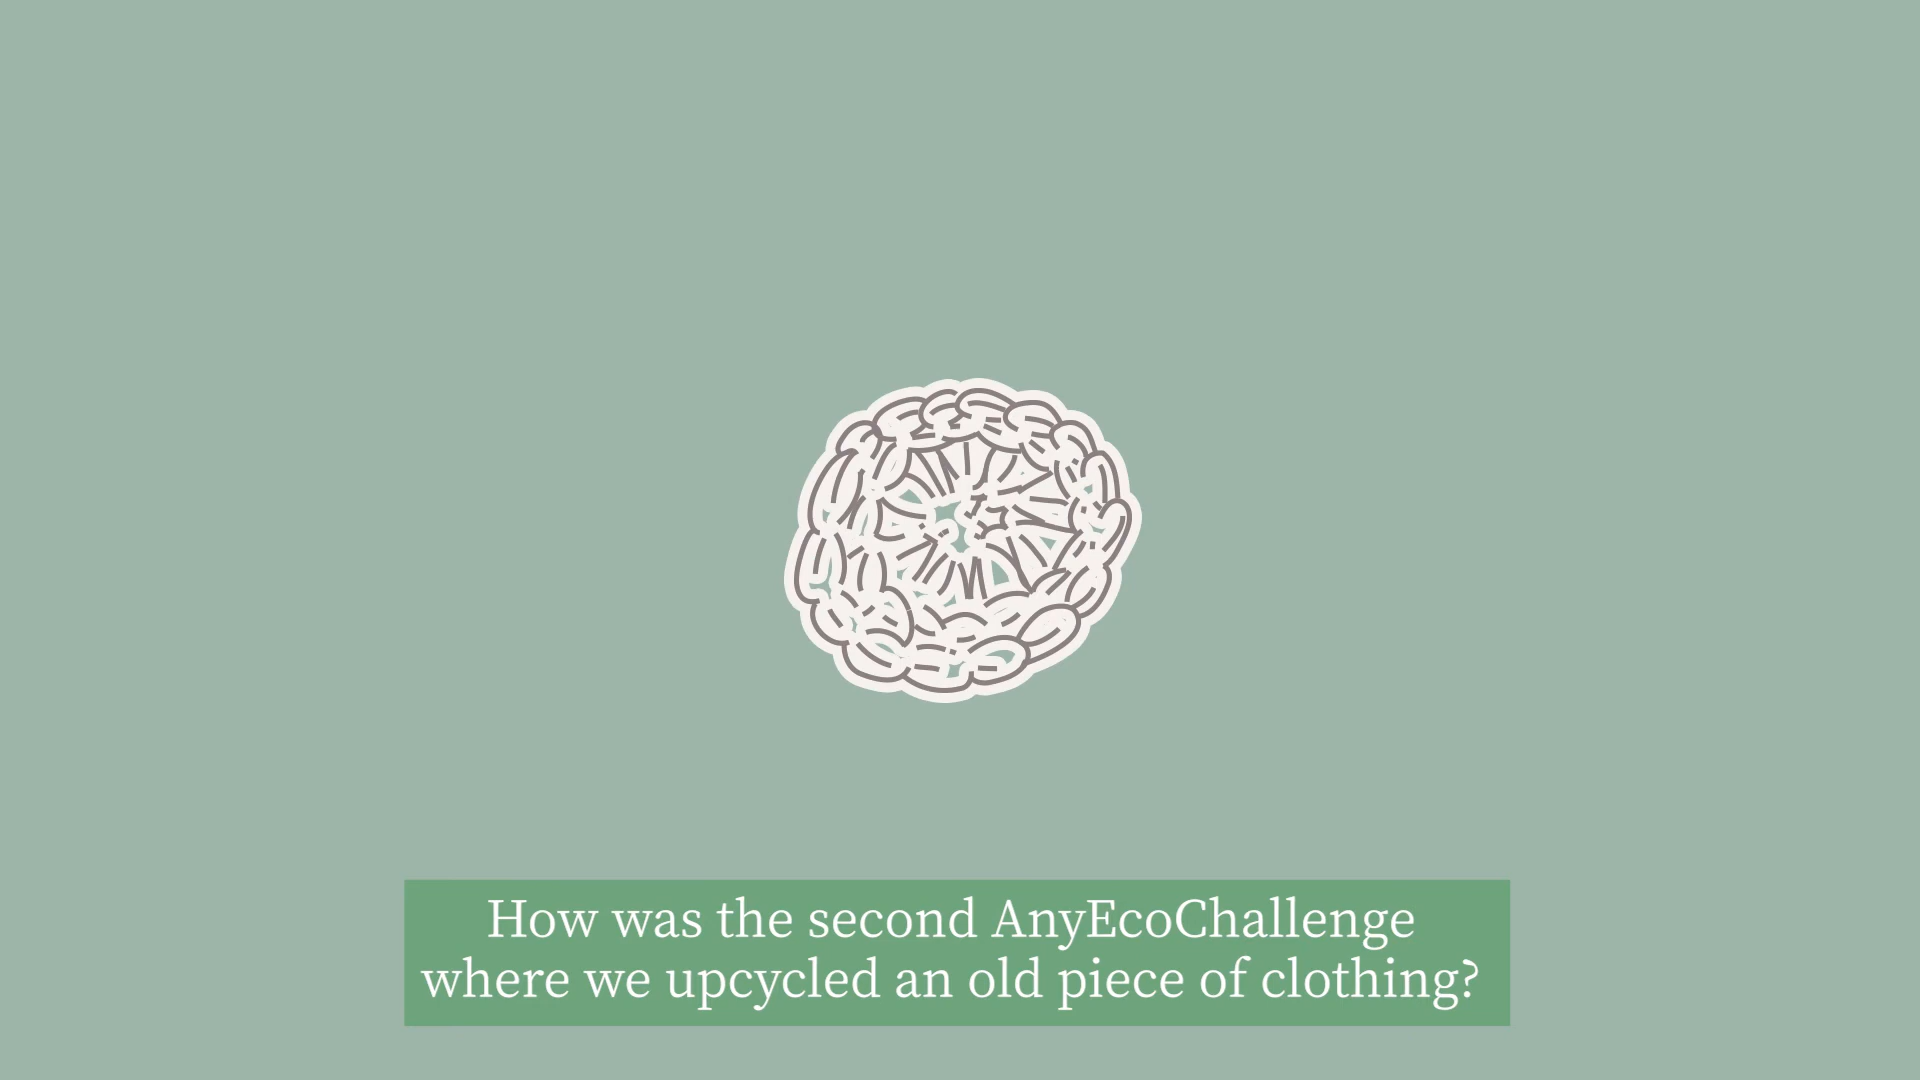 How was the second AnyEcoChallenge
where we upcycled an old piece of clothing?